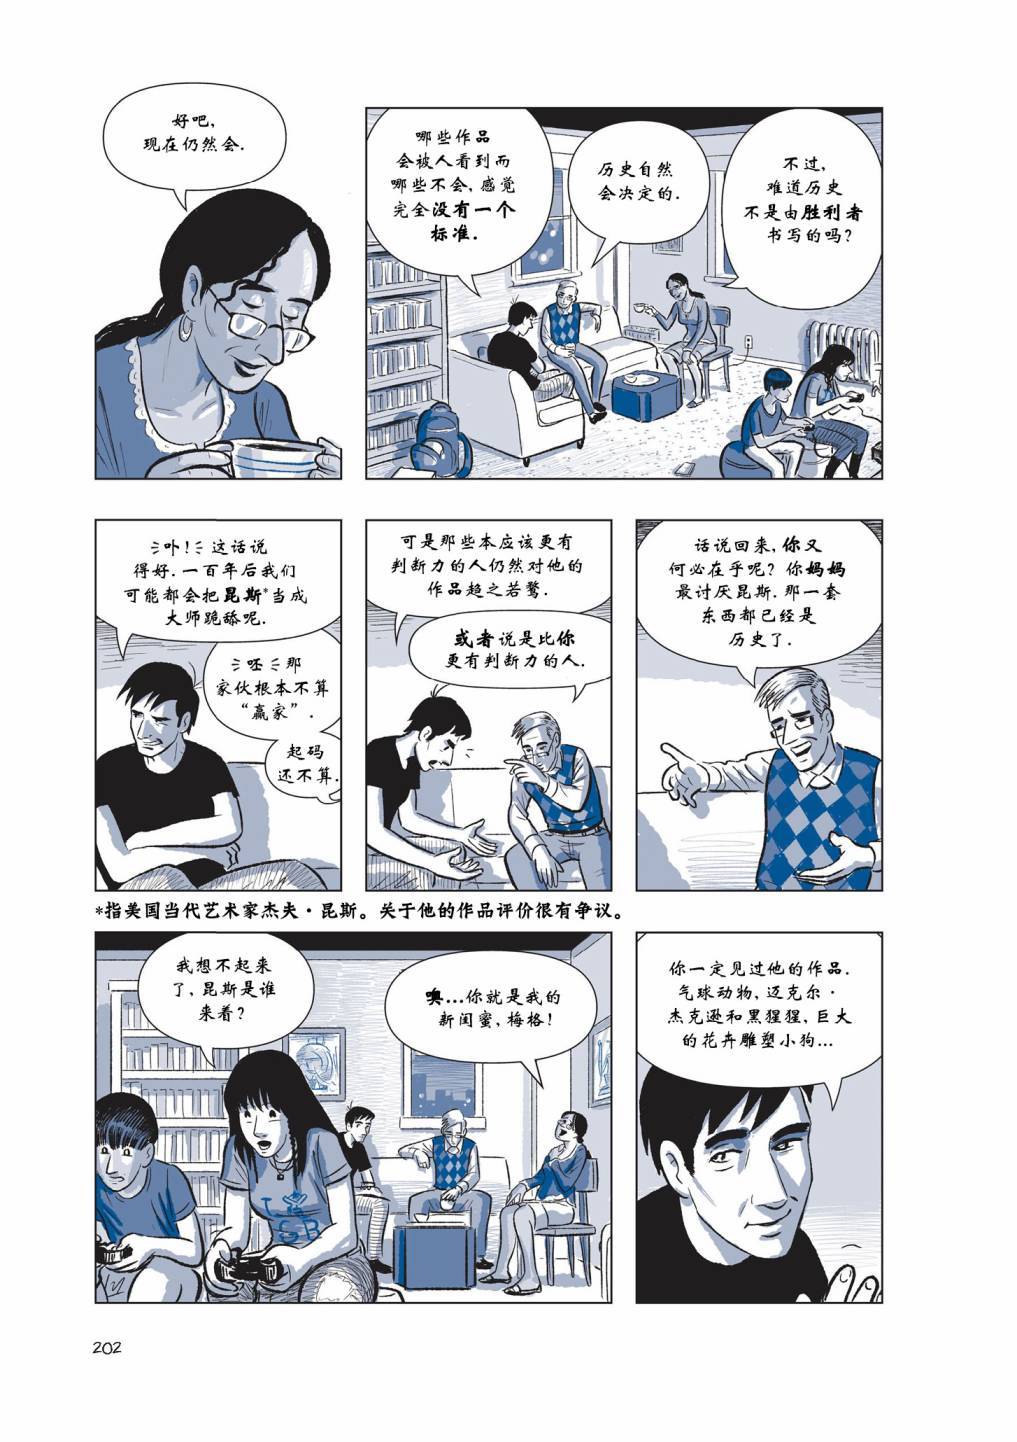 好吧,
现在仍然会.
哪些作品
会被人看到而
哪些不会,感觉
完全没有一个
标准.
历史自然
会决定的.
不过,
难道历史
不是由胜利者
书写的吗?
卟! 这话说
得好.一百年后我们
可能都会把昆斯*当成
大师跪舔呢.
呸 那
家伙根本不算
“赢家”.
起码
还不算.
可是那些本应该更有
判断力的人仍然对他的
作品趋之若鹜.
或者说是比你
更有判断力的人.
话说回来,你又
何必在乎呢?你妈妈
最讨厌昆斯.那一套
东西都已经是
历史了.
*指美国当代艺术家杰夫·昆斯。关于他的作品评价很有争议。
我想不起来
了,昆斯是谁
来着?
噢...你就是我的
新闺蜜,梅格!
I
GB
你一定见过他的作品.
气球动物,迈克尔·
杰克逊和黑猩猩,巨大
的花卉雕塑小狗...
202